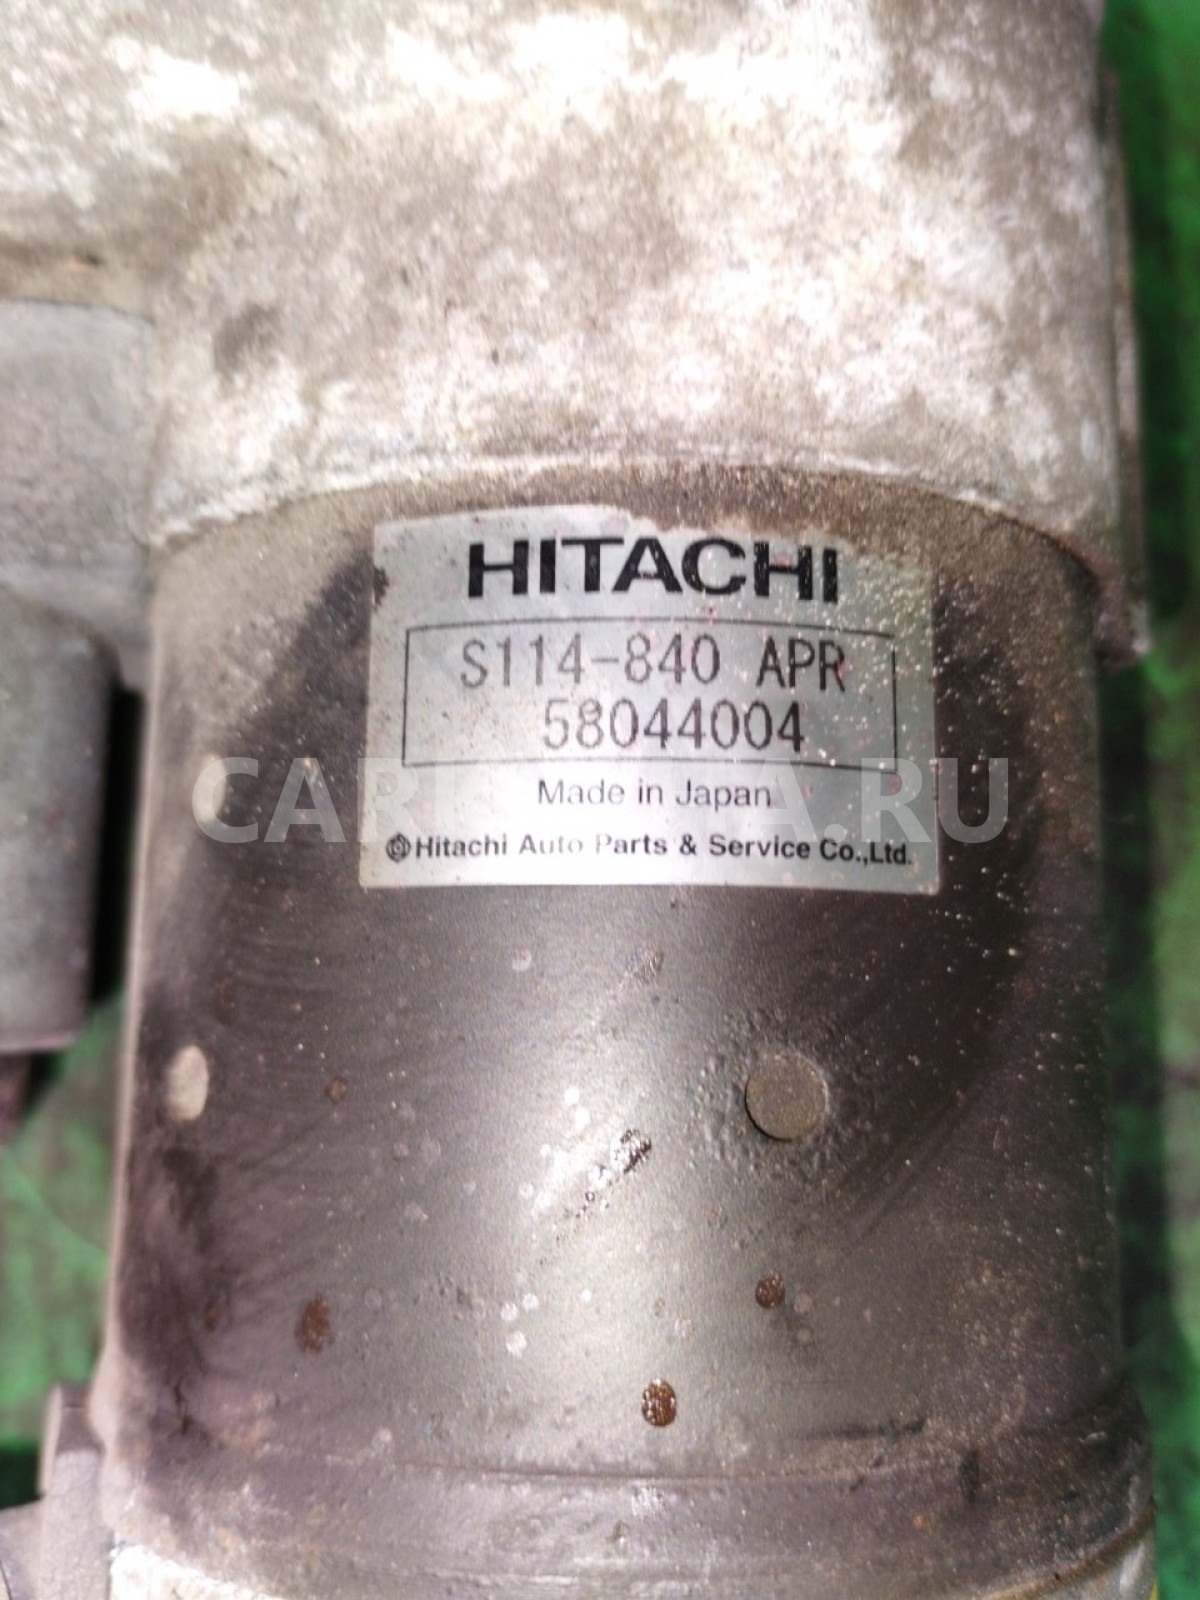 HITACHI
S114-840 APR
58044004
Made in Japan
Hitachi Auto Parts & Service Co.,Ltd.